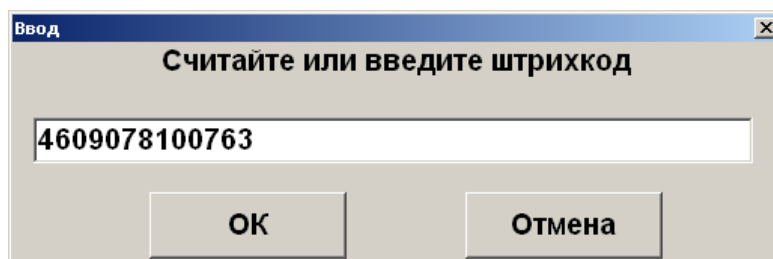 Ввод
Считайте или введите штрихкод
4609078100763
ОК
Отмена